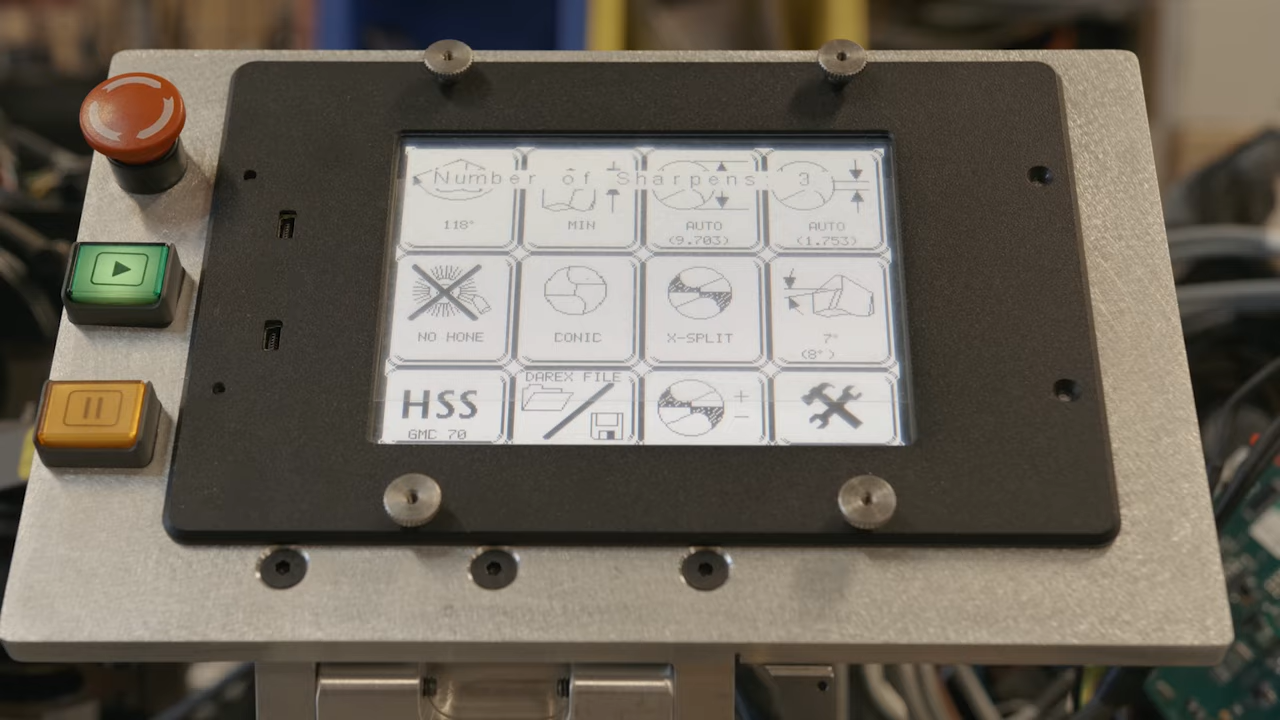 Number of Sharpens: 3
118°
MIN
AUTO
(9.703)
AUTO
(1.753)
NO HONE
CONIC
X-SPLIT
7°
(8°)
HSS
GMC 70
DAREX FILE
+
−